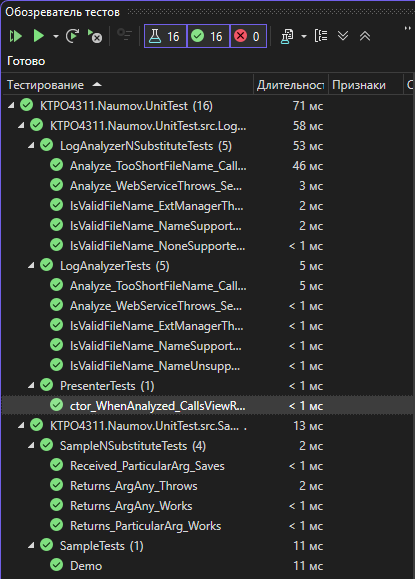 Обозреватель тестов
16 16 0
Готово
Тестирование Длительност Признаки С
KTPO4311.Naumov.UnitTest (16) 71 мс
KTPO4311.Naumov.UnitTest.src.Log... 58 мс
LogAnalyzerNSubstituteTests (5) 53 мс
Analyze_TooShortFileName_Call... 46 мс
Analyze_WebServiceThrows_Se... 3 мс
IsValidFileName_ExtManagerTh... 2 мс
IsValidFileName_NameSupport... 2 мс
IsValidFileName_NoneSupporte... < 1 мс
LogAnalyzerTests (5) 5 мс
Analyze_TooShortFileName_Call... 5 мс
Analyze_WebServiceThrows_Se... < 1 мс
IsValidFileName_ExtManagerTh... < 1 мс
IsValidFileName_NameSupport... < 1 мс
IsValidFileName_NameUnsupp... < 1 мс
PresenterTests (1) < 1 мс
ctor_WhenAnalyzed_CallsViewR... < 1 мс
KTPO4311.Naumov.UnitTest.src.Sa... 13 мс
SampleNSubstituteTests (4) 2 мс
Received_ParticularArg_Saves < 1 мс
Returns_ArgAny_Throws 2 мс
Returns_ArgAny_Works < 1 мс
Returns_ParticularArg_Works < 1 мс
SampleTests (1) 11 мс
Demo 11 мс